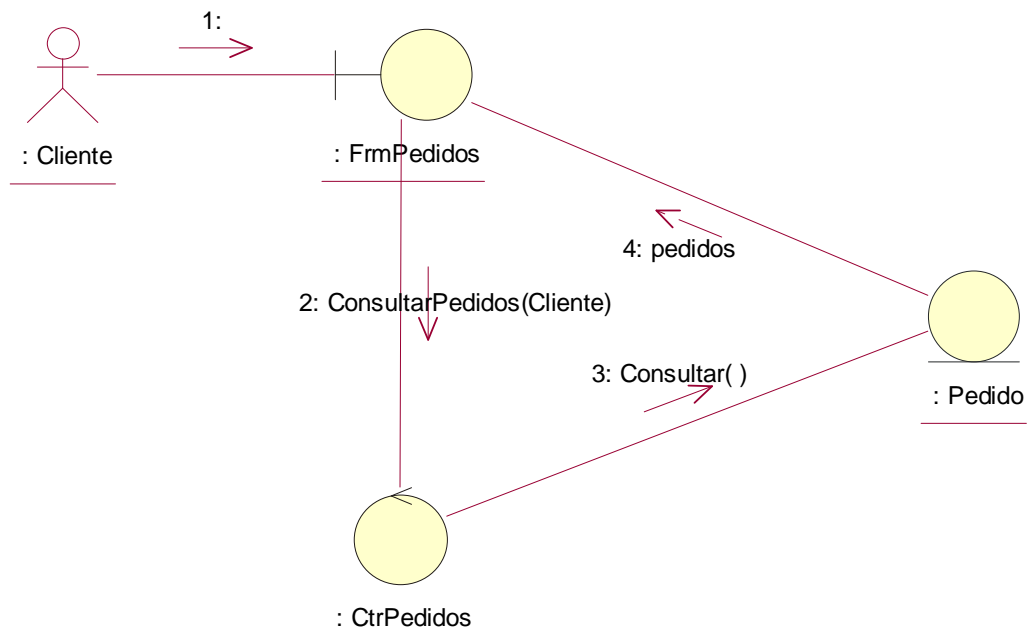 1:
: Cliente
: FrmPedidos
4: pedidos
2: ConsultarPedidos(Cliente)
3: Consultar( )
: Pedido
: CtrPedidos